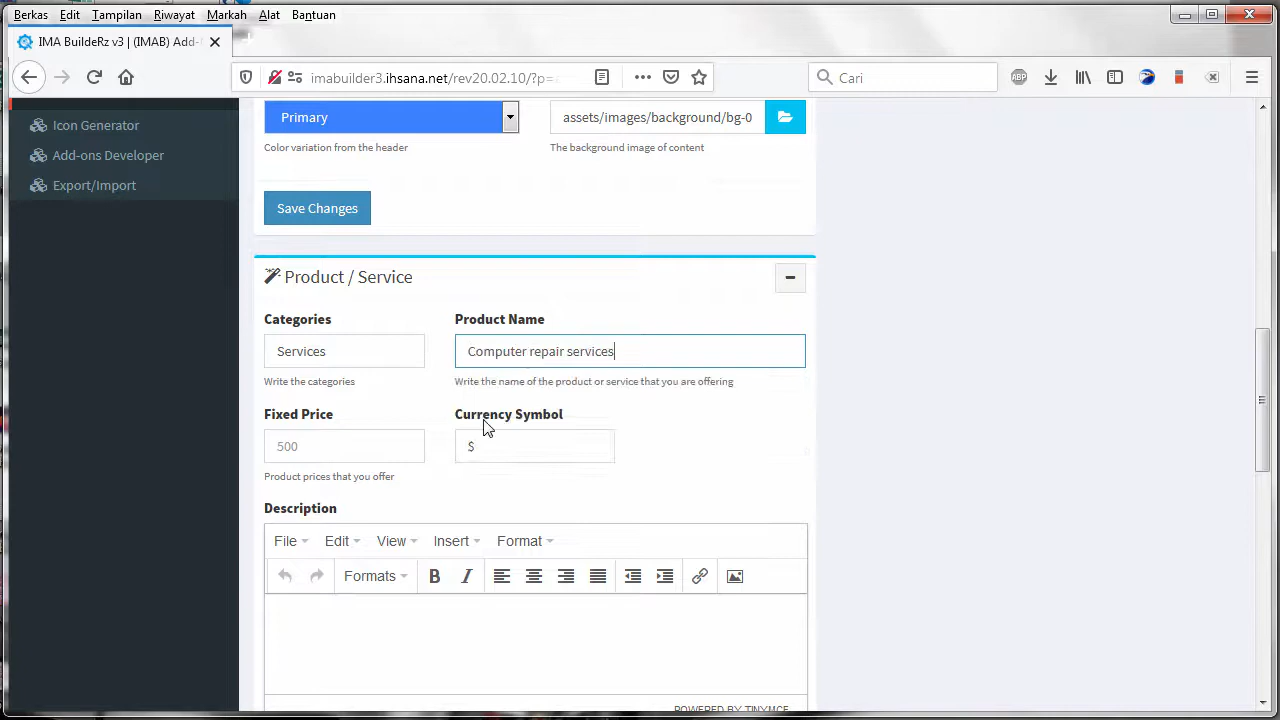 Berkas Edit Tampilan Riwayat Markah Alat Bantuan
IMA BuildeRz v3 | (IMAB) Add-
imabuilder3.ihsana.net/rev20.02.10/?p=
Cari
Icon Generator
Add-ons Developer
Export/Import
Primary
assets/images/background/bg-0
Color variation from the header
The background image of content
Save Changes
Product / Service
Categories
Product Name
Services
Computer repair services
Write the categories
Write the name of the product or service that you are offering
Fixed Price
Currency Symbol
500
$
Product prices that you offer
Description
File Edit View Insert Format
Formats B I
POWERED BY TINYMCE